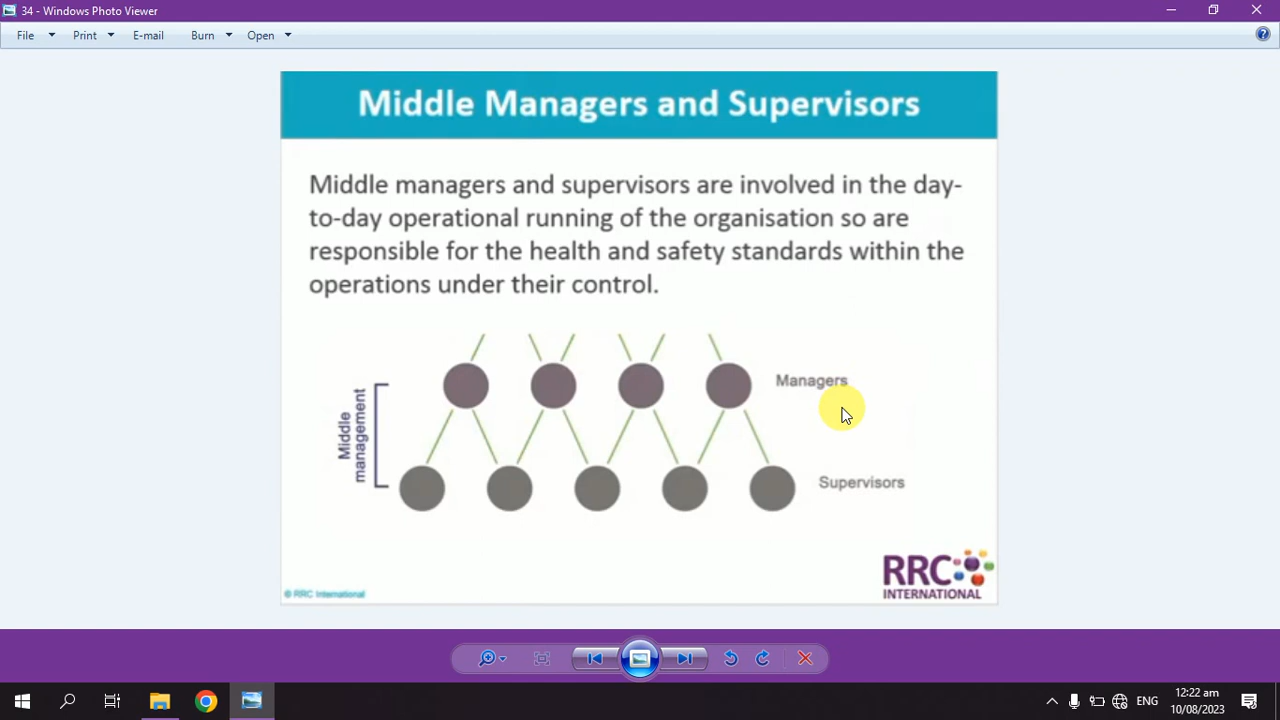 34 - Windows Photo Viewer
File Print E-mail Burn Open
Middle Managers and Supervisors
Middle managers and supervisors are involved in the day-
to-day operational running of the organisation so are
responsible for the health and safety standards within the
operations under their control.
Managers
Middle
management
Supervisors
RRC
INTERNATIONAL
© RRC International
ENG
12:22 am
10/08/2023